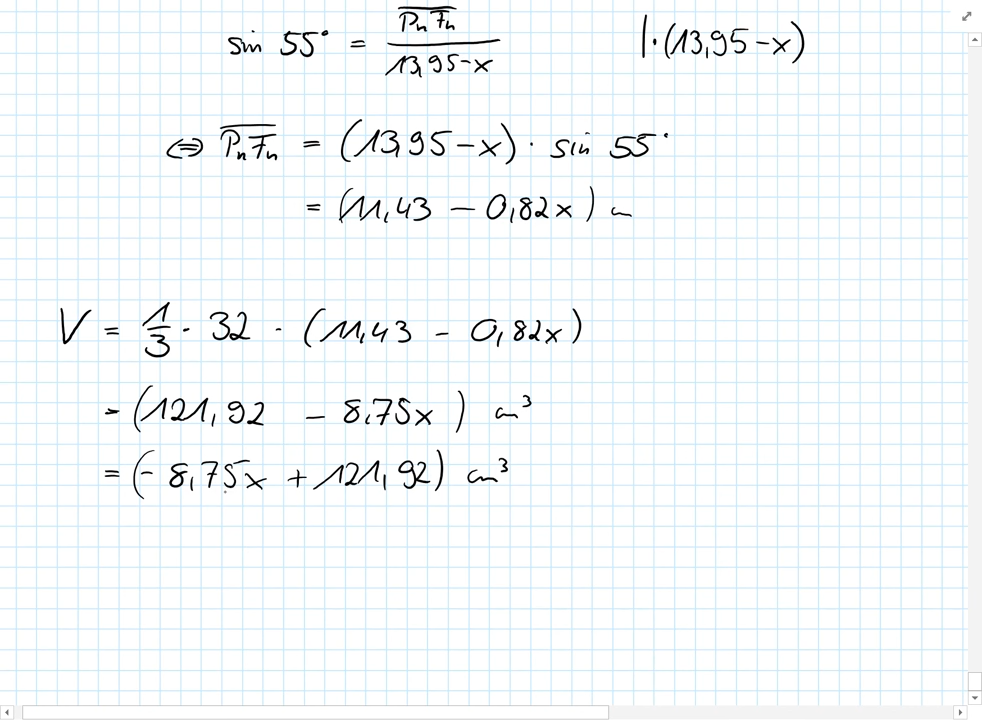 sin 55° = P̅ₙF̅ₙ / 13,95-x |·(13,95-x)
⇔ P̅ₙF̅ₙ = (13,95-x) · sin 55°
= (11,43 - 0,82x) cm
V = 1/3 · 32 · (11,43 - 0,82x)
= (121,92 - 8,75x) cm³
= (-8,75x + 121,92) cm³